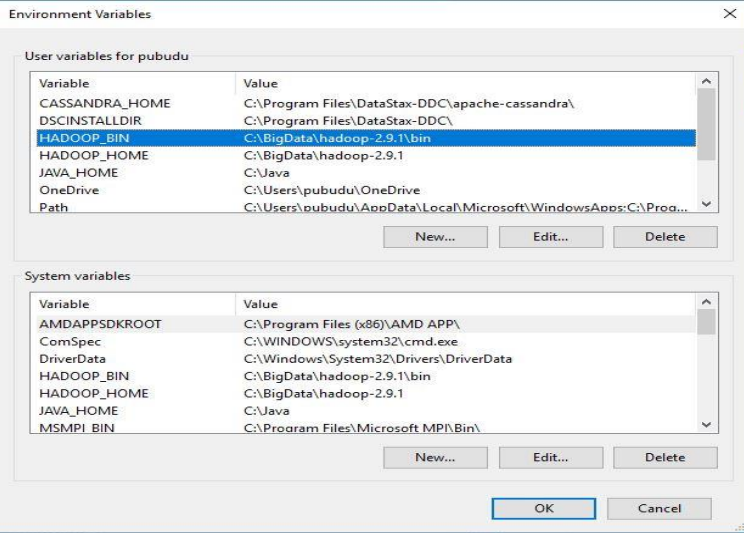 Environment Variables
User variables for pubudu
Variable Value
CASSANDRA_HOME C:\Program Files\DataStax-DDC\apache-cassandra\
DSCINSTALLDIR C:\Program Files\DataStax-DDC\
HADOOP_BIN C:\BigData\hadoop-2.9.1\bin
HADOOP_HOME C:\BigData\hadoop-2.9.1
JAVA_HOME C:\Java
OneDrive C:\Users\pubudu\OneDrive
Path C:\Users\pubudu\AppData\Local\Microsoft\WindowsApps;C:\Prog...
New... Edit... Delete
System variables
Variable Value
AMDAPPSDKROOT C:\Program Files (x86)\AMD APP\
ComSpec C:\WINDOWS\system32\cmd.exe
DriverData C:\Windows\System32\Drivers\DriverData
HADOOP_BIN C:\BigData\hadoop-2.9.1\bin
HADOOP_HOME C:\BigData\hadoop-2.9.1
JAVA_HOME C:\Java
MSMPI_BIN C:\Program Files\Microsoft MPI\Bin\
New... Edit... Delete
OK Cancel